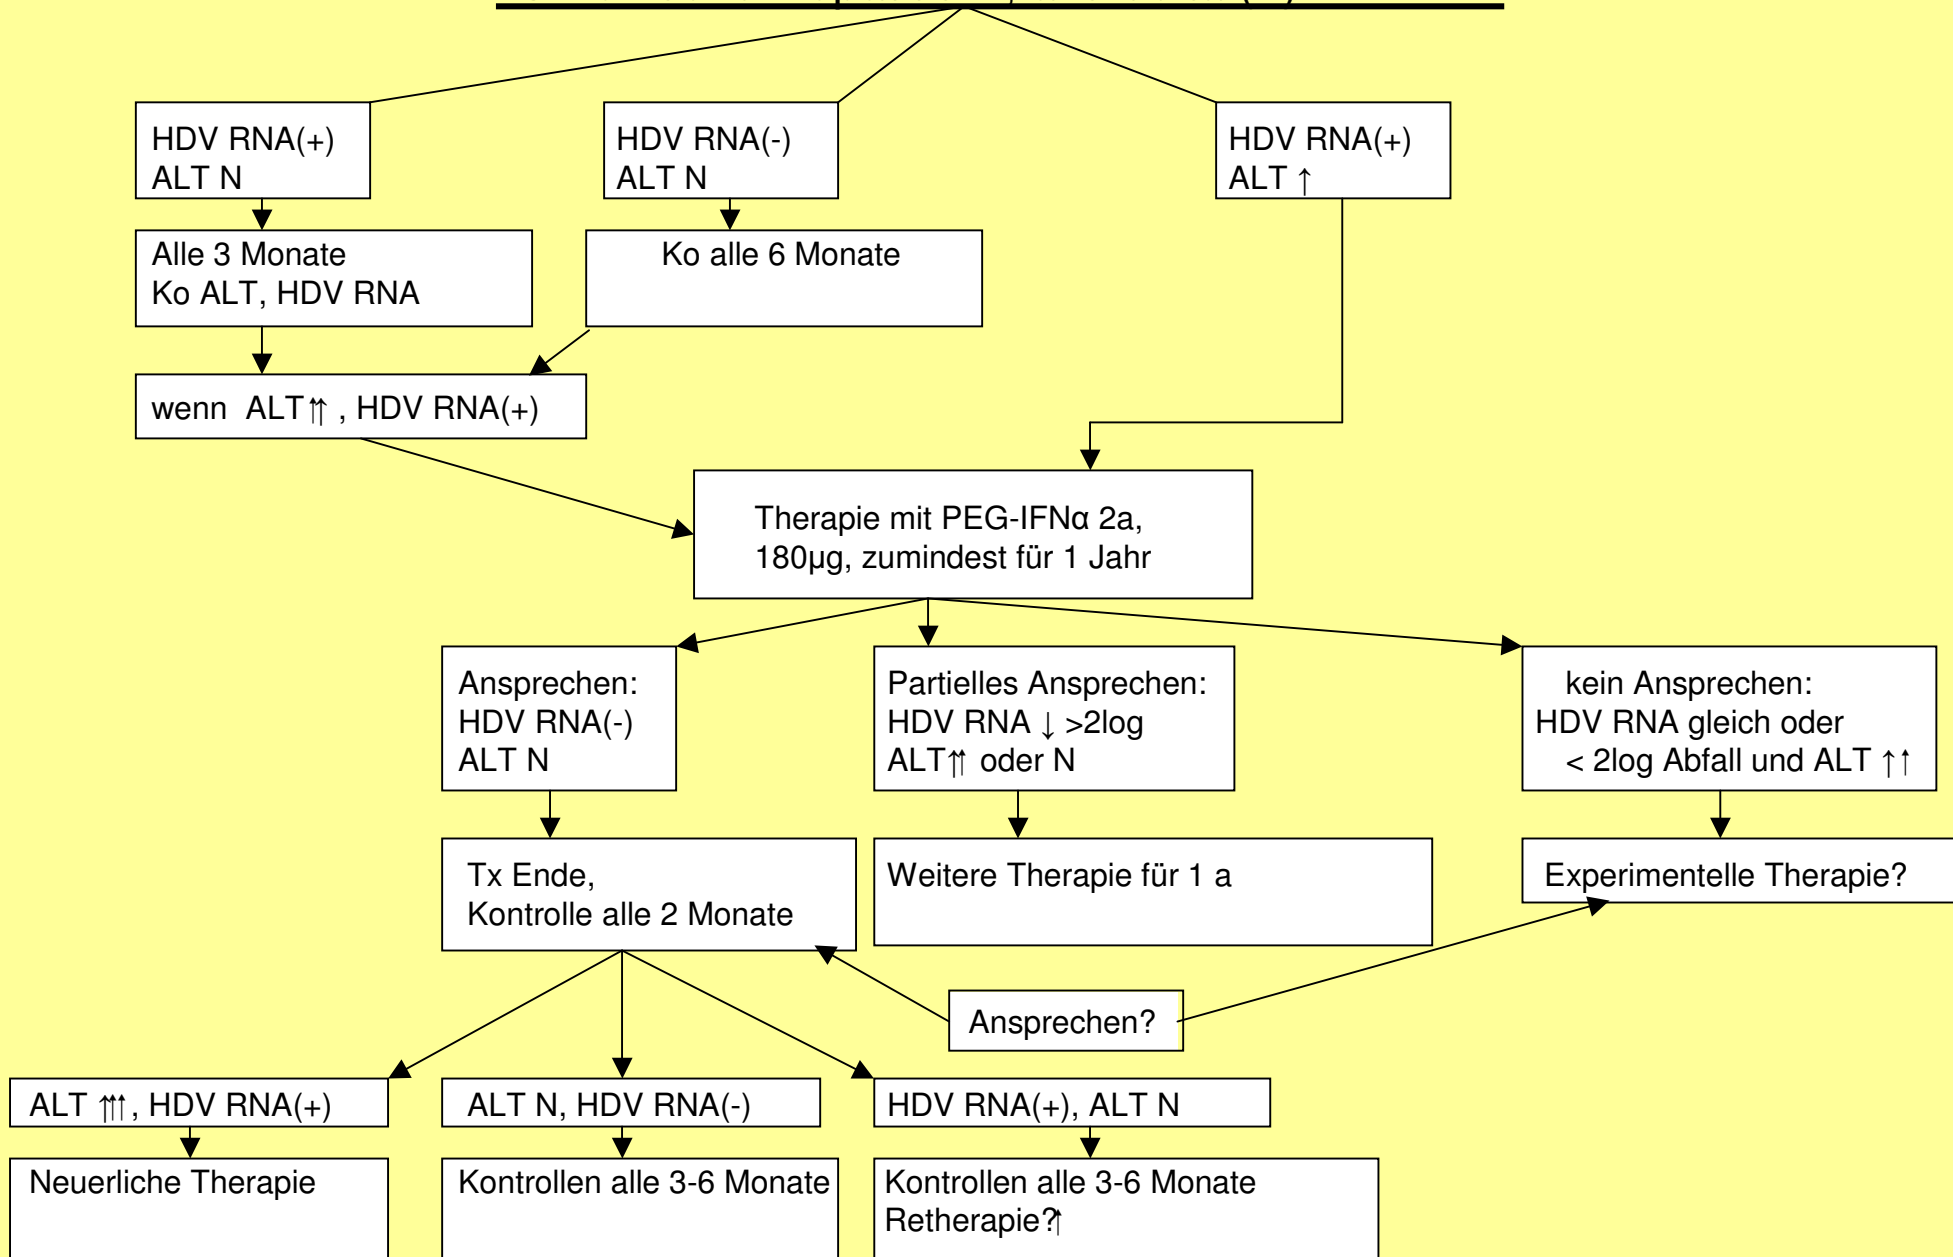 HDV RNA(+)
ALT N
HDV RNA(-)
ALT N
HDV RNA(+)
ALT ↑
Alle 3 Monate
Ko ALT, HDV RNA
Ko alle 6 Monate
wenn ALT↑↑ , HDV RNA(+)
Therapie mit PEG-IFNα 2a,
180µg, zumindest für 1 Jahr
Ansprechen:
HDV RNA(-)
ALT N
Partielles Ansprechen:
HDV RNA ↓ >2log
ALT↑↑ oder N
kein Ansprechen:
HDV RNA gleich oder
< 2log Abfall und ALT ↑↑
Tx Ende,
Kontrolle alle 2 Monate
Weitere Therapie für 1 a
Experimentelle Therapie?
Ansprechen?
ALT ↑↑↑, HDV RNA(+)
ALT N, HDV RNA(-)
HDV RNA(+), ALT N
Neuerliche Therapie
Kontrollen alle 3-6 Monate
Kontrollen alle 3-6 Monate
Retherapie?↑